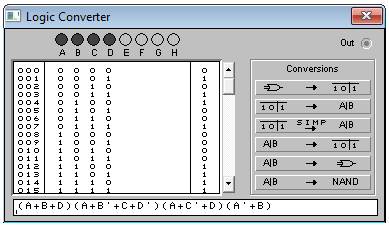 Logic Converter
A B C D E F G H
Out
000 0 0 0 0 0
001 0 0 0 1 1
002 0 0 1 0 0
003 0 0 1 1 1
004 0 1 0 0 1
005 0 1 0 1 0
006 0 1 1 0 0
007 0 1 1 1 1
008 1 0 0 0 0
009 1 0 0 1 0
010 1 0 1 0 0
011 1 0 1 1 0
012 1 1 0 0 1
013 1 1 0 1 1
014 1 1 1 0 1
015 1 1 1 1 1
Conversions
→ 1 0 1
1 0 1 → A|B
1 0 1 SIMP → A|B
A|B → 1 0 1
A|B →
A|B → NAND
(A+B+D)(A+B'+C+D')(A+C'+D)(A'+B)